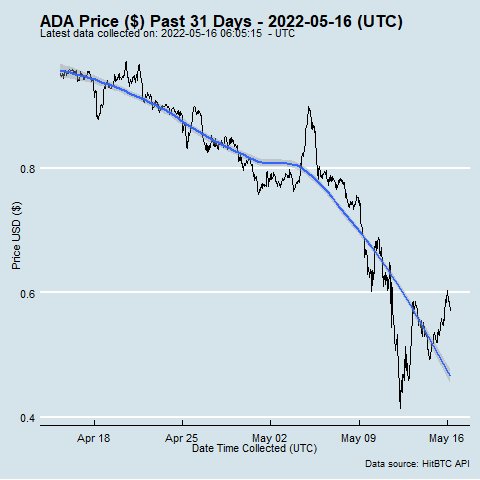 ADA Price ($) Past 31 Days - 2022-05-16 (UTC)
Latest data collected on: 2022-05-16 06:05:15 - UTC
Price USD ($)
0.8
0.6
0.4
Apr 18
Apr 25
May 02
May 09
May 16
Date Time Collected (UTC)
Data source: HitBTC API